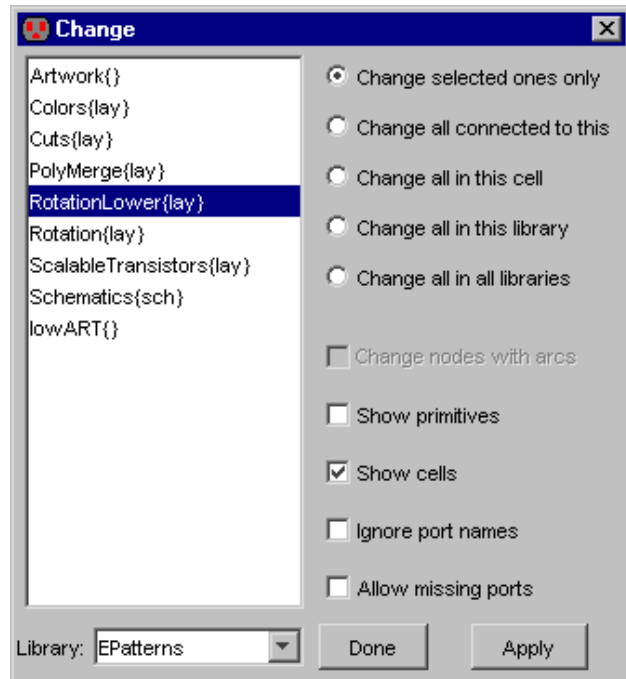 Change
Artwork{}
Colors{lay}
Cuts{lay}
PolyMerge{lay}
RotationLower{lay}
Rotation{lay}
ScalableTransistors{lay}
Schematics{sch}
lowART{}
Change selected ones only
Change all connected to this
Change all in this cell
Change all in this library
Change all in all libraries
Change nodes with arcs
Show primitives
Show cells
Ignore port names
Allow missing ports
Library: EPatterns
Done
Apply